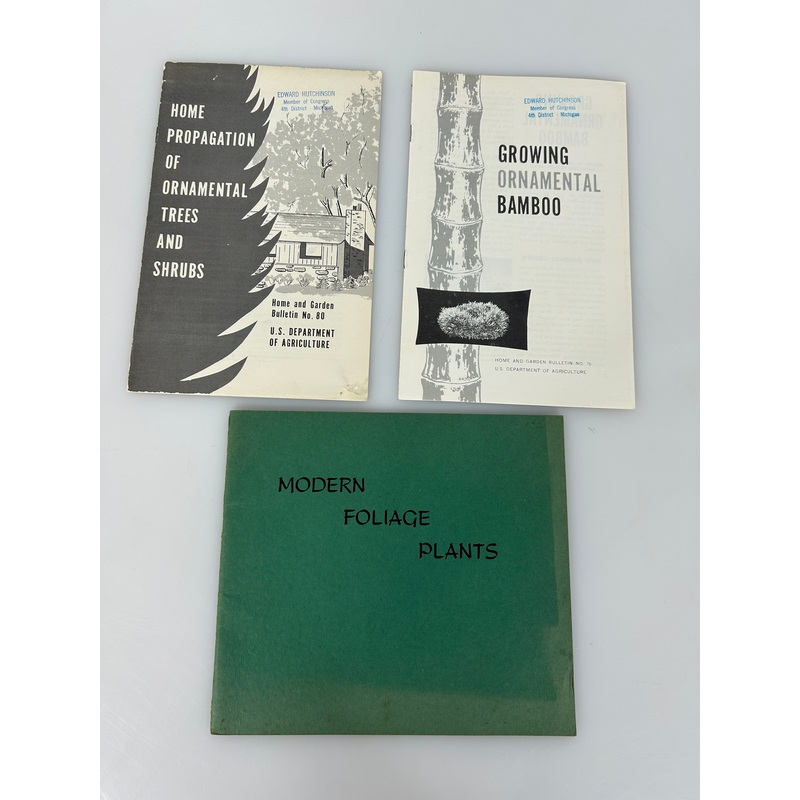 HOME
PROPAGATION
OF
ORNAMENTAL
TREES
AND
SHRUBS
EDWARD HUTCHINSON
Member of Congress
4th District - Michigan
Home and Garden
Bulletin No. 80
U.S. DEPARTMENT
OF AGRICULTURE
EDWARD HUTCHINSON
Member of Congress
4th District - Michigan
GROWING
ORNAMENTAL
BAMBOO
HOME AND GARDEN BULLETIN NO.
U.S. DEPARTMENT OF AGRICULTURE
MODERN
FOLIAGE
PLANTS